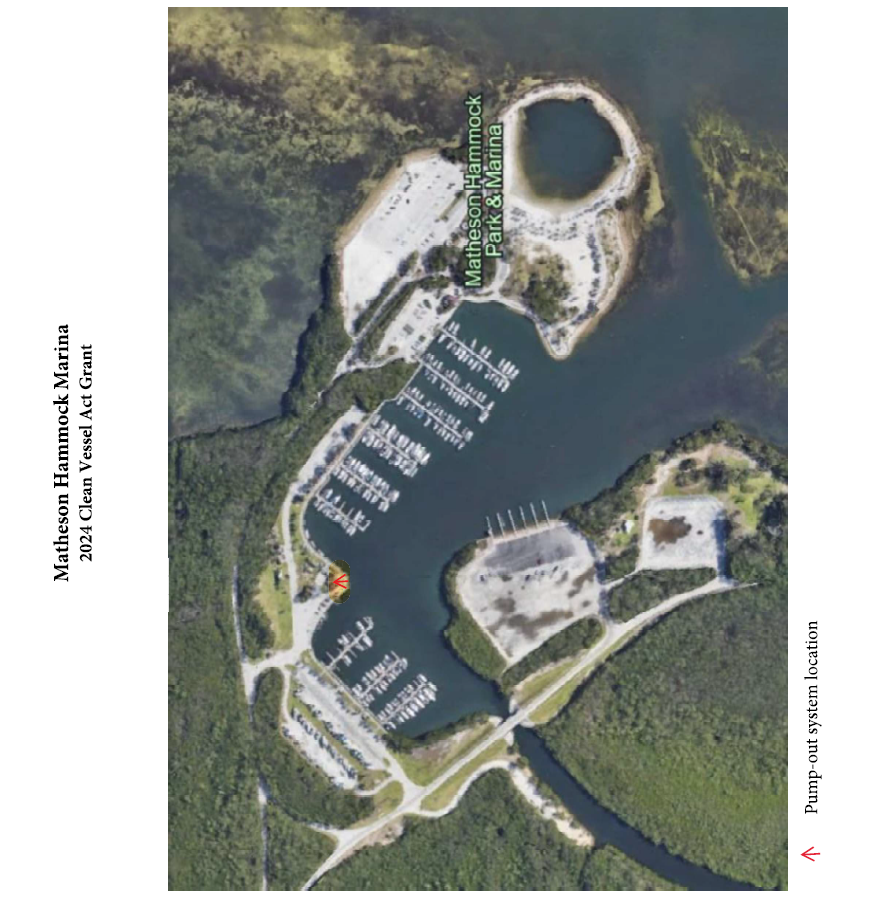 Matheson Hammock Marina
2024 Clean Vessel Act Grant
Matheson Hammock
Park & Marina
Pump-out system location